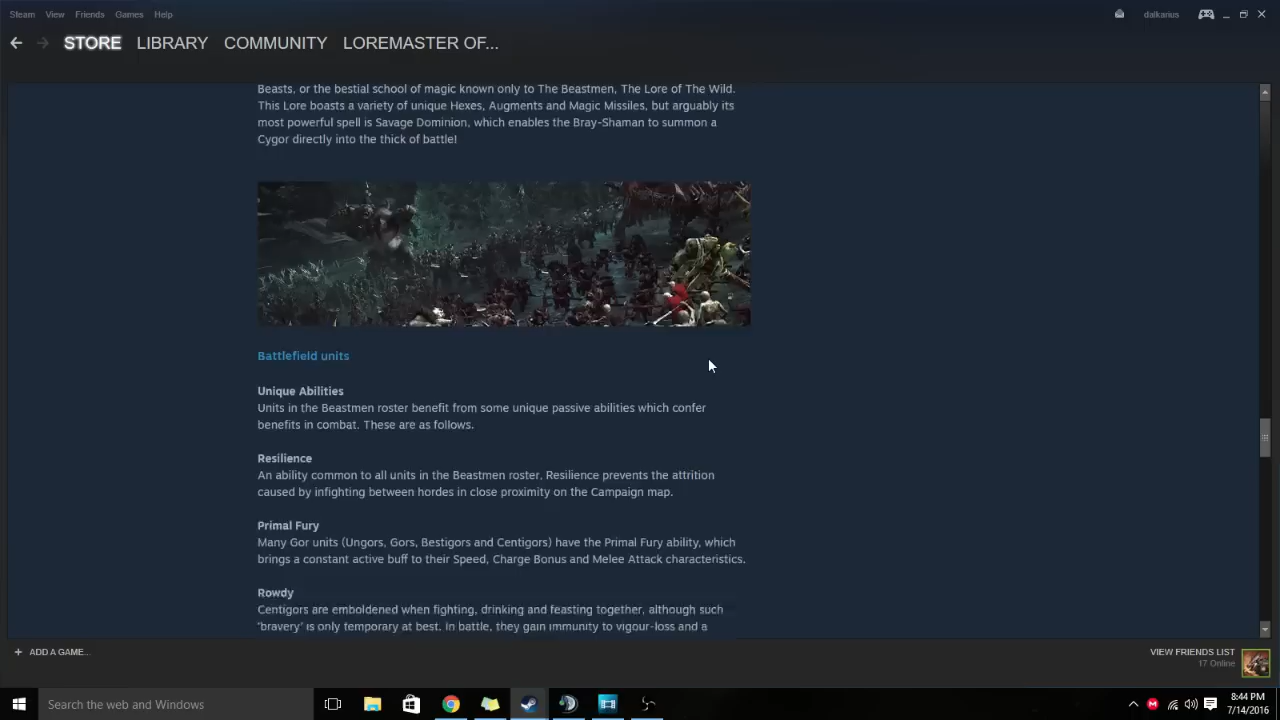 Steam View Friends Games Help
dalkarius
STORE LIBRARY COMMUNITY LOREMASTER OF...
Beasts, or the bestial school of magic known only to The Beastmen, The Lore of The Wild.
This Lore boasts a variety of unique Hexes, Augments and Magic Missiles, but arguably its
most powerful spell is Savage Dominion, which enables the Bray-Shaman to summon a
Cygor directly into the thick of battle!
Battlefield units
Unique Abilities
Units in the Beastmen roster benefit from some unique passive abilities which confer
benefits in combat. These are as follows.
Resilience
An ability common to all units in the Beastmen roster, Resilience prevents the attrition
caused by infighting between hordes in close proximity on the Campaign map.
Primal Fury
Many Gor units (Ungors, Gors, Bestigors and Centigors) have the Primal Fury ability, which
brings a constant active buff to their Speed, Charge Bonus and Melee Attack characteristics.
Rowdy
Centigors are emboldened when fighting, drinking and feasting together, although such
"bravery" is only temporary at best. In battle, they gain immunity to vigour-loss and a
+ ADD A GAME...
VIEW FRIENDS LIST
17 Online
Search the web and Windows
8:44 PM
7/14/2016